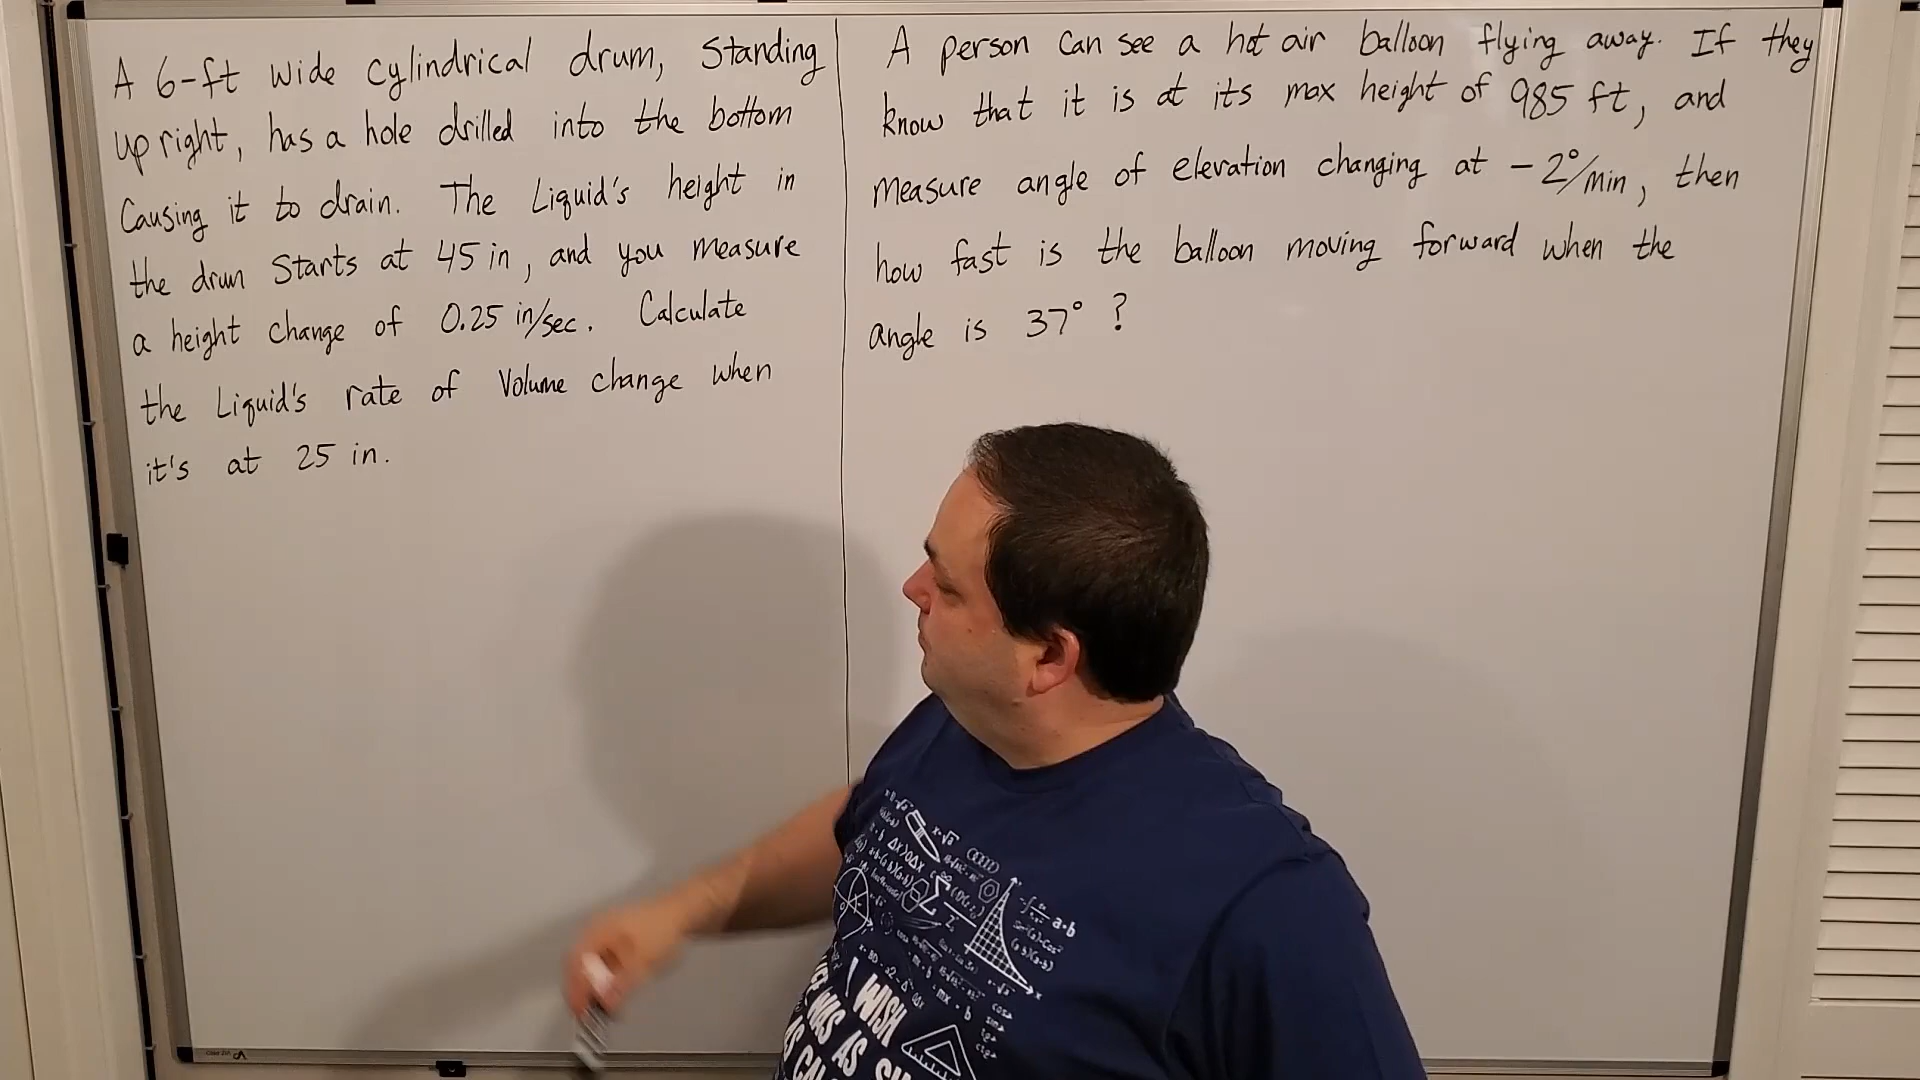 A 6-ft wide cylindrical drum, standing
upright, has a hole drilled into the bottom
causing it to drain. The Liquid's height in
the drum starts at 45 in, and you measure
a height change of 0.25 in/sec. Calculate
the Liquid's rate of Volume change when
it's at 25 in.
A person can see a hot air balloon flying away. If they
know that it is at its max height of 985 ft, and
measure angle of elevation changing at -2°/min, then
how fast is the balloon moving forward when the
angle is 37° ?
I WISH
WAS AS